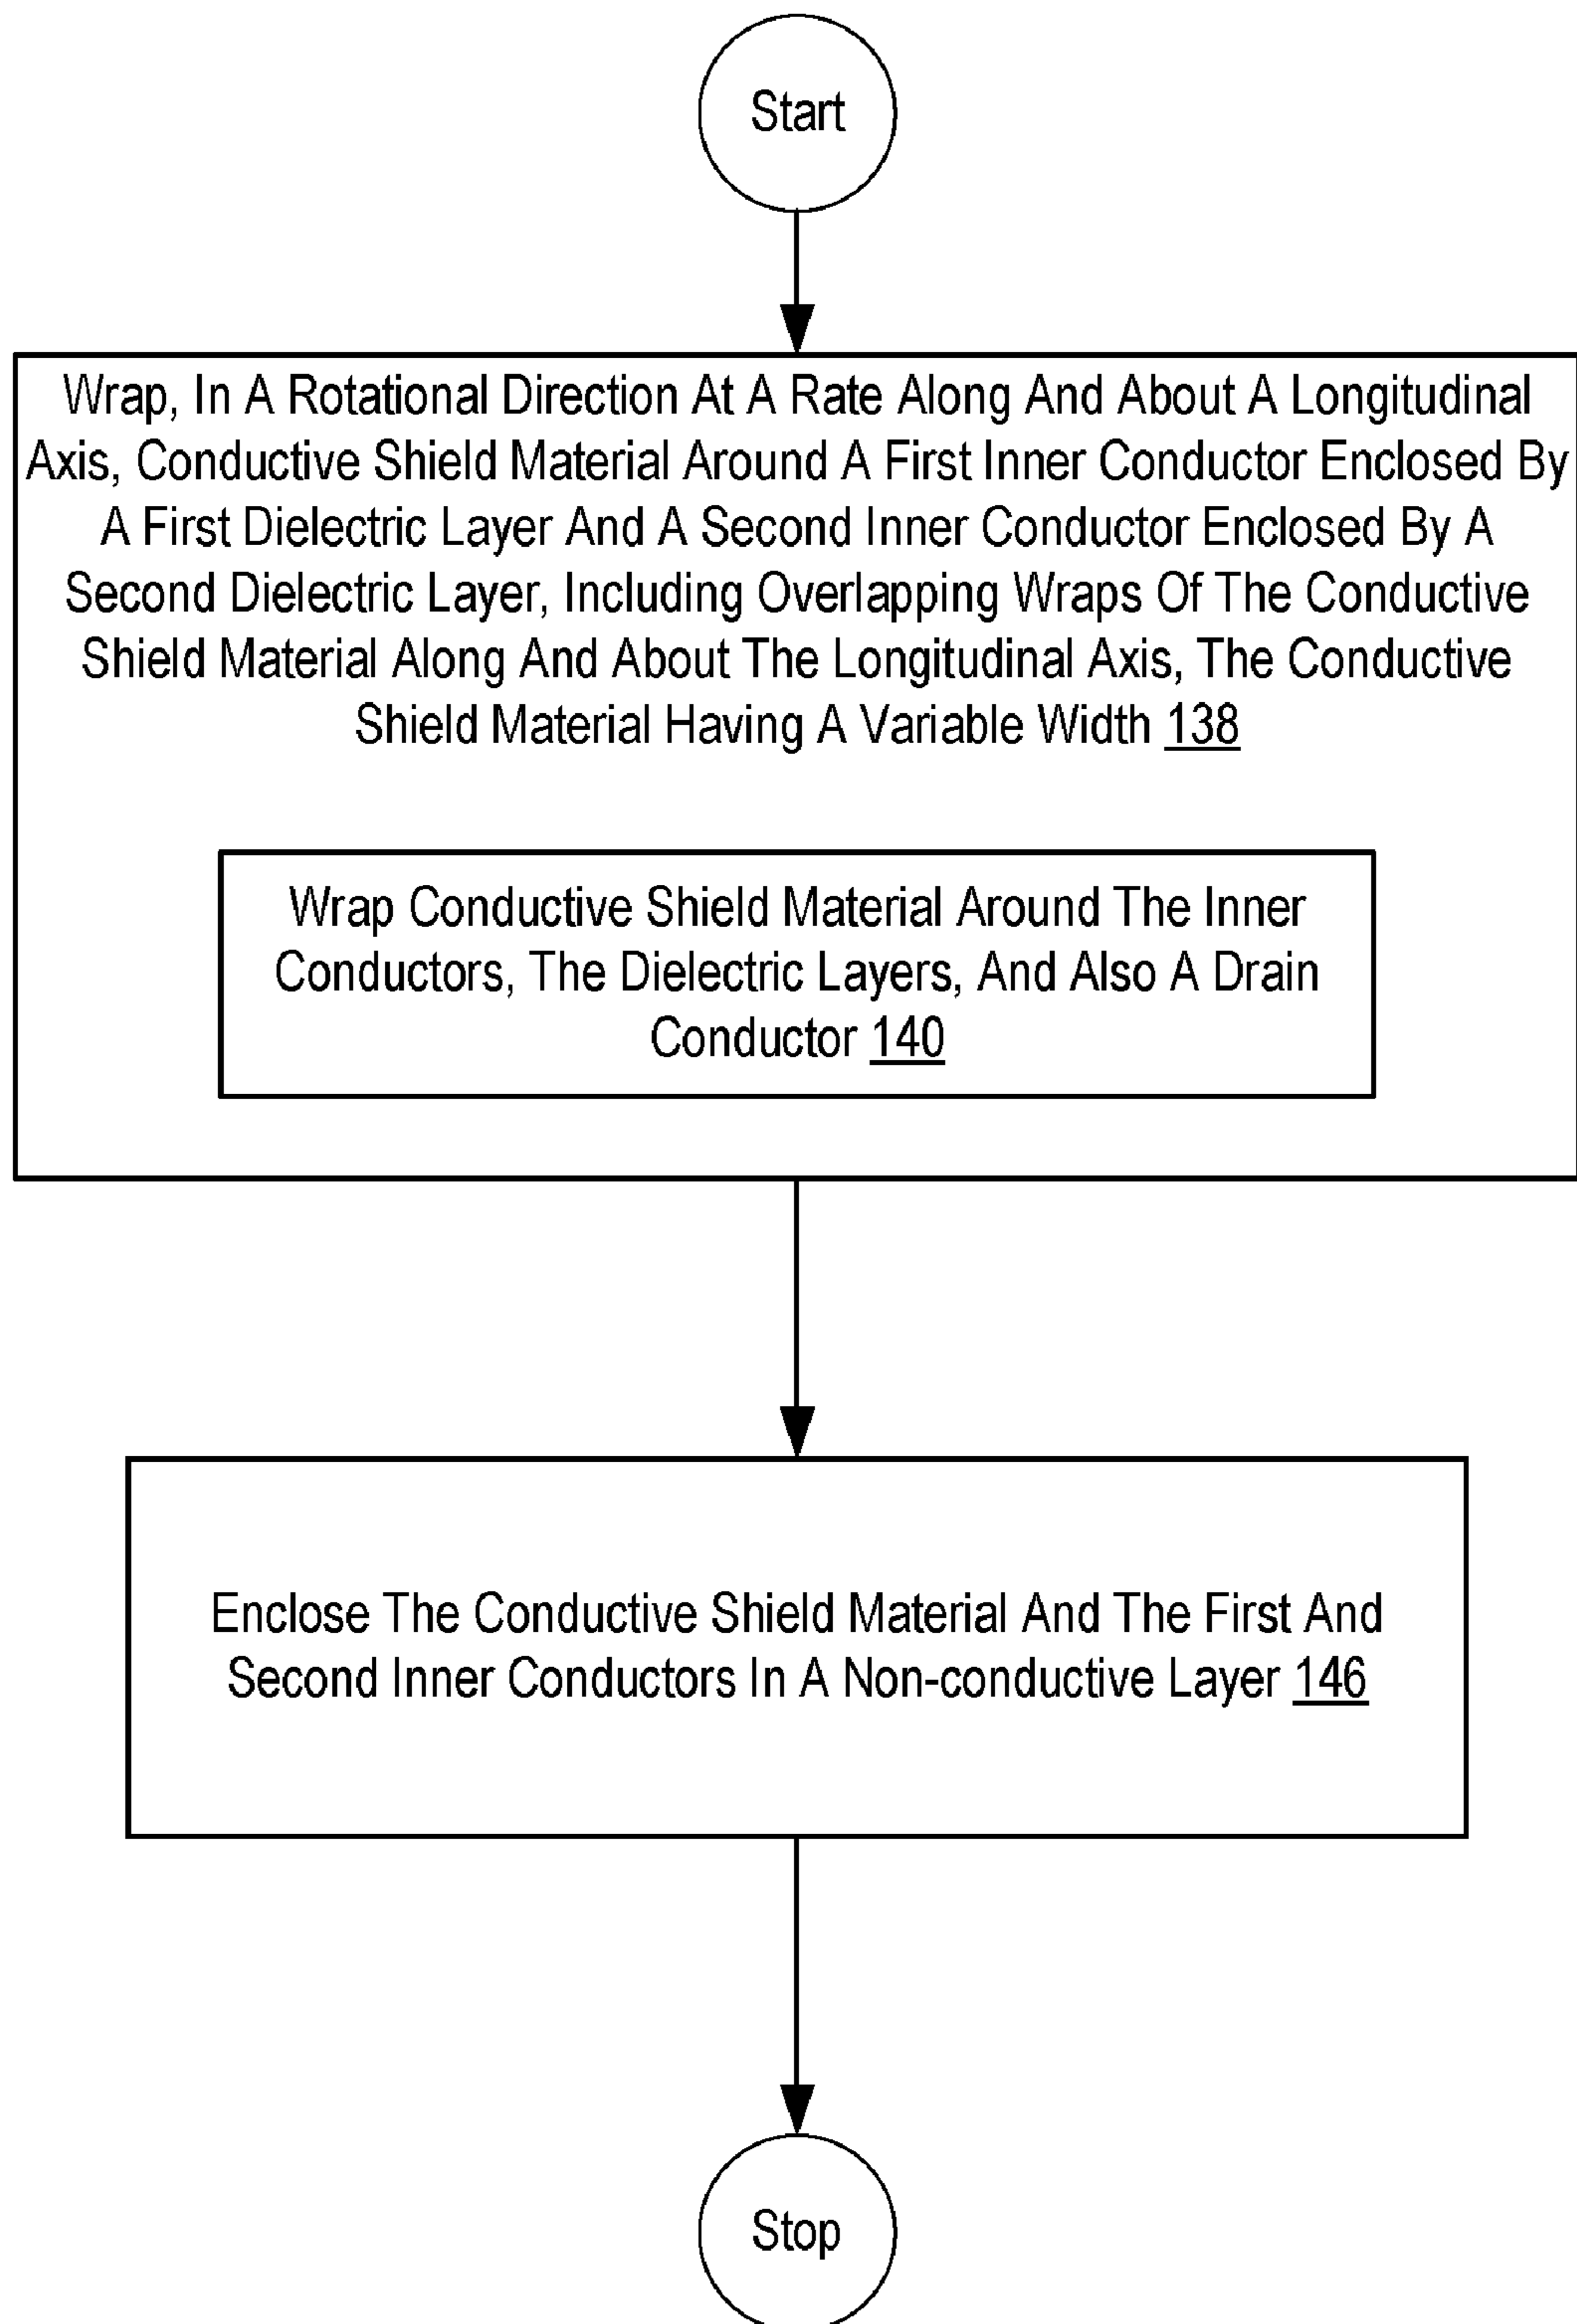 Start
Wrap, In A Rotational Direction At A Rate Along And About A Longitudinal
Axis, Conductive Shield Material Around A First Inner Conductor Enclosed By
A First Dielectric Layer And A Second Inner Conductor Enclosed By A
Second Dielectric Layer, Including Overlapping Wraps Of The Conductive
Shield Material Along And About The Longitudinal Axis, The Conductive
Shield Material Having A Variable Width 138
Wrap Conductive Shield Material Around The Inner
Conductors, The Dielectric Layers, And Also A Drain
Conductor 140
Enclose The Conductive Shield Material And The First And
Second Inner Conductors In A Non-conductive Layer 146
Stop